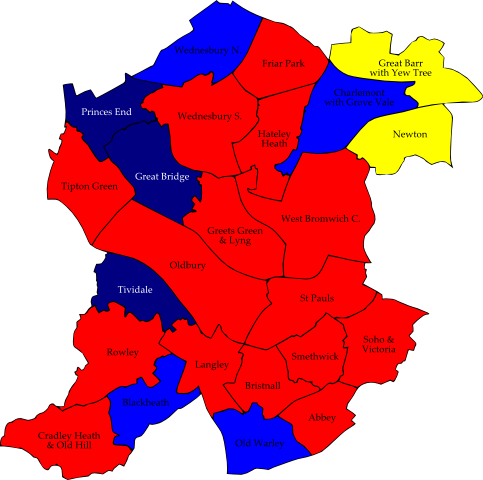 Wednesbury N.
Friar Park
Great Barr
with Yew Tree
Charlemont
with Grove Vale
Princes End
Wednesbury S.
Hateley
Heath
Newton
Great Bridge
Tipton Green
West Bromwich C.
Greets Green
& Lyng
Oldbury
Tividale
St Pauls
Rowley
Langley
Smethwick
Soho &
Victoria
Bristnall
Blackheath
Abbey
Cradley Heath
& Old Hill
Old Warley